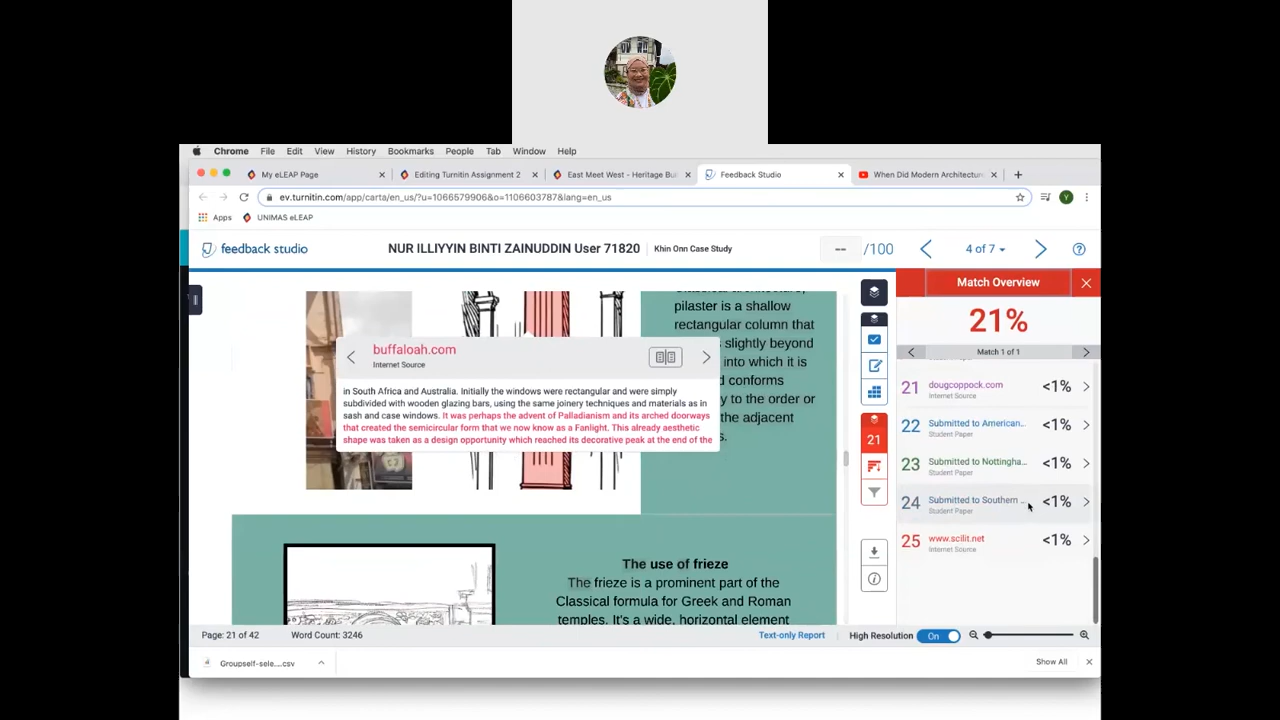 Chrome File Edit View History Bookmarks People Tab Window Help
My eLEAP Page
Editing Turnitin Assignment 2
East Meet West - Heritage Bui
Feedback Studio
When Did Modern Architectur
ev.turnitin.com/app/carta/en_us/?u=1066579906&o=1106603787&lang=en_us
Y
Apps UNIMAS eLEAP
feedback studio
NUR ILLIYYIN BINTI ZAINUDDIN User 71820
Khin Onn Case Study
-- /100
4 of 7
?
pilaster is a shallow
rectangular column that
slightly beyond
into which it is
d conforms
y to the order or
the adjacent
s.
buffaloah.com
Internet Source
in South Africa and Australia. Initially the windows were rectangular and were simply
subdivided with wooden glazing bars, using the same joinery techniques and materials as in
sash and case windows. It was perhaps the advent of Palladianism and its arched doorways
that created the semicircular form that we now know as a Fanlight. This already aesthetic
shape was taken as a design opportunity which reached its decorative peak at the end of the
The use of frieze
The frieze is a prominent part of the
Classical formula for Greek and Roman
temples. It's a wide, horizontal element
21
Match Overview
21%
Match 1 of 1
21 dougcoppock.com <1%
Internet Source
22 Submitted to American... <1%
Student Paper
23 Submitted to Nottingha... <1%
Student Paper
24 Submitted to Southern ... <1%
Student Paper
25 www.scilit.net <1%
Internet Source
Page: 21 of 42
Word Count: 3246
Text-only Report
High Resolution On
Groupself-sele....csv
Show All